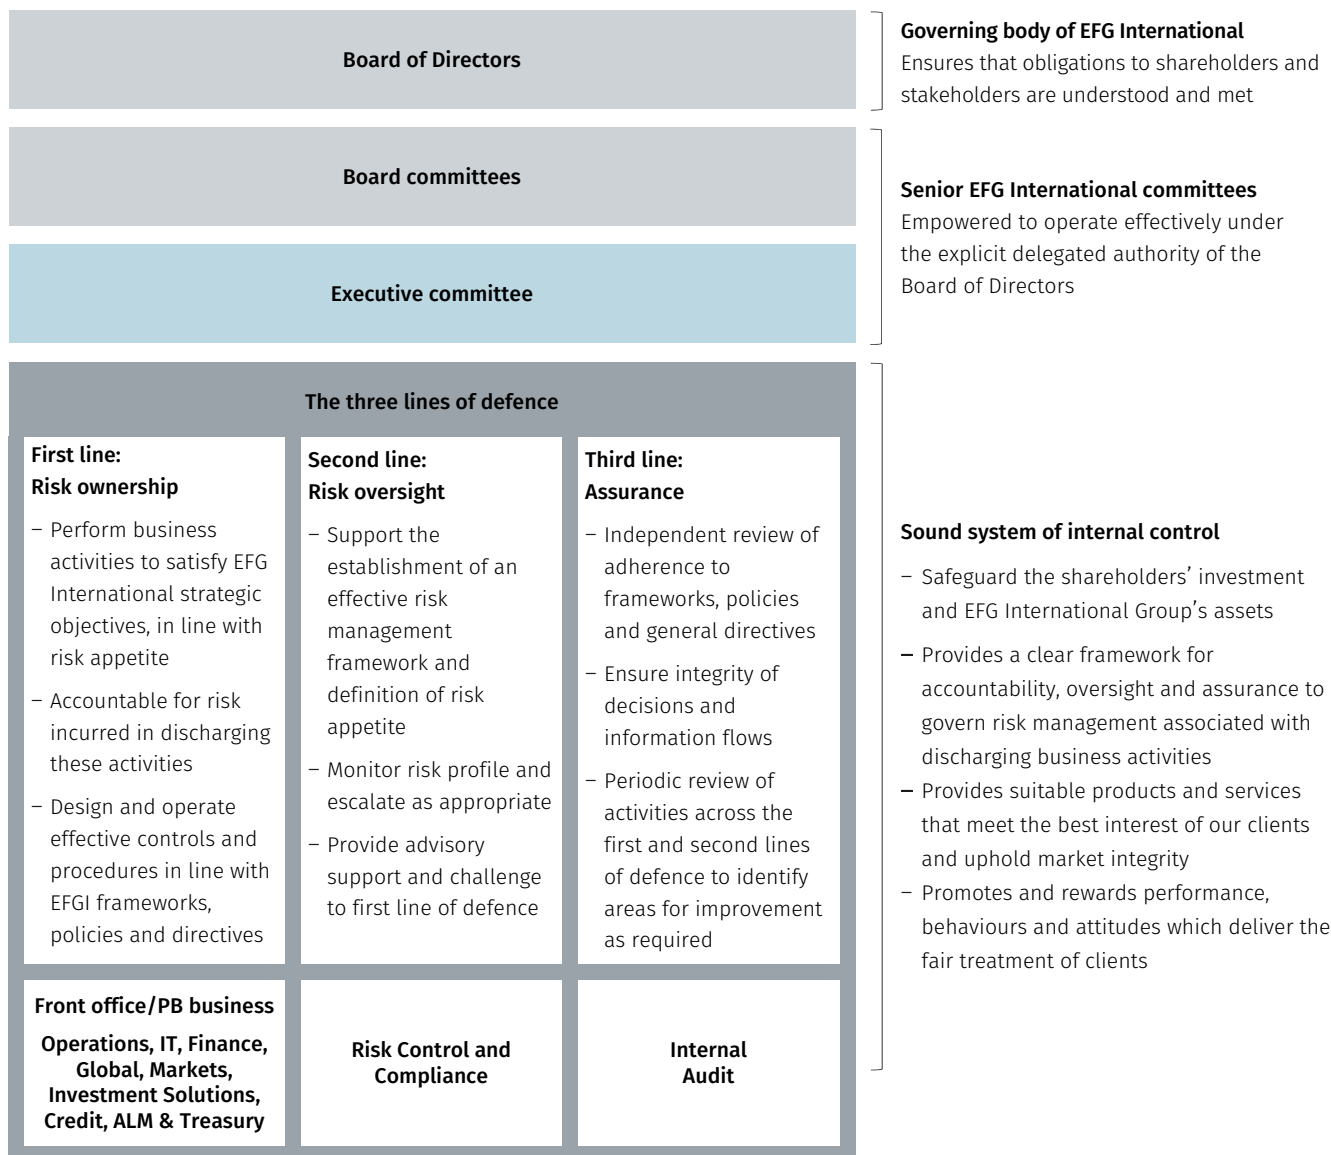 Board of Directors
Governing body of EFG International
Ensures that obligations to shareholders and
stakeholders are understood and met
Board committees
Executive committee
Senior EFG International committees
Empowered to operate effectively under
the explicit delegated authority of the
Board of Directors
The three lines of defence
First line:
Risk ownership
– Perform business
activities to satisfy EFG
International strategic
objectives, in line with
risk appetite
– Accountable for risk
incurred in discharging
these activities
– Design and operate
effective controls and
procedures in line with
EFGI frameworks,
policies and directives
Front office/PB business
Operations, IT, Finance,
Global, Markets,
Investment Solutions,
Credit, ALM & Treasury
Second line:
Risk oversight
– Support the
establishment of an
effective risk
management
framework and
definition of risk
appetite
– Monitor risk profile and
escalate as appropriate
– Provide advisory
support and challenge
to first line of defence
Risk Control and
Compliance
Third line:
Assurance
– Independent review of
adherence to
frameworks, policies
and general directives
– Ensure integrity of
decisions and
information flows
– Periodic review of
activities across the
first and second lines
of defence to identify
areas for improvement
as required
Internal
Audit
Sound system of internal control
– Safeguard the shareholders’ investment
and EFG International Group’s assets
– Provides a clear framework for
accountability, oversight and assurance to
govern risk management associated with
discharging business activities
– Provides suitable products and services
that meet the best interest of our clients
and uphold market integrity
– Promotes and rewards performance,
behaviours and attitudes which deliver the
fair treatment of clients